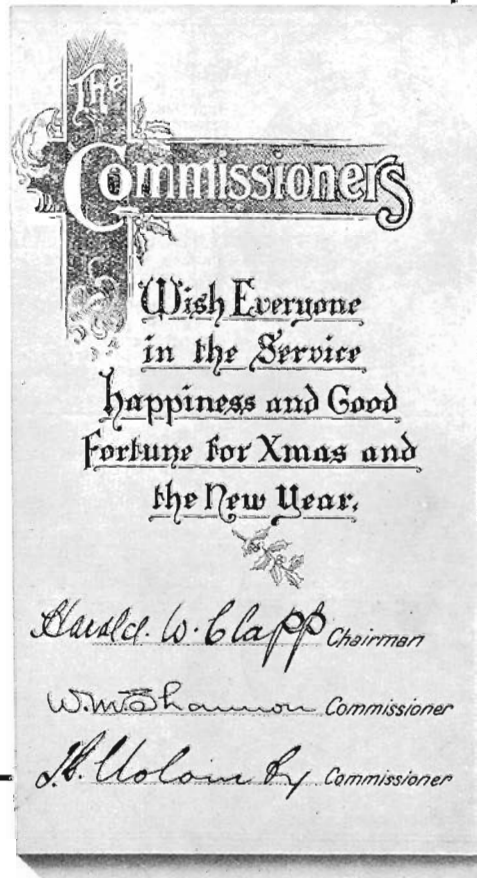 The
Commissioners
Wish Everyone
in the Service
Happiness and Good
Fortune for Xmas and
the New Year.
Harold. W. Clapp Chairman
W. M. Shannon Commissioner
Commissioner